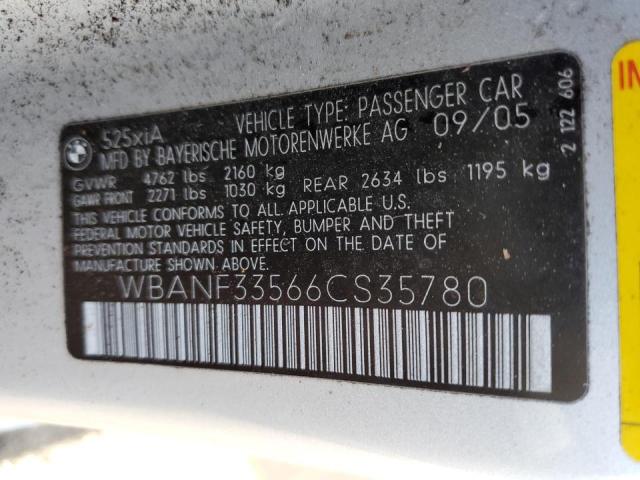 BMW
525xiA VEHICLE TYPE: PASSENGER CAR
MFD BY BAYERISCHE MOTORENWERKE AG 09/05
GVWR 4762 lbs 2160 kg
GAWR FRONT 2271 lbs 1030 kg REAR 2634 lbs 1195 kg
THIS VEHICLE CONFORMS TO ALL APPLICABLE U.S.
FEDERAL MOTOR VEHICLE SAFETY, BUMPER AND THEFT
PREVENTION STANDARDS IN EFFECT ON THE DATE OF
MANUFACTURE SHOWN ABOVE.
WBANF33566CS35780
2 122 606